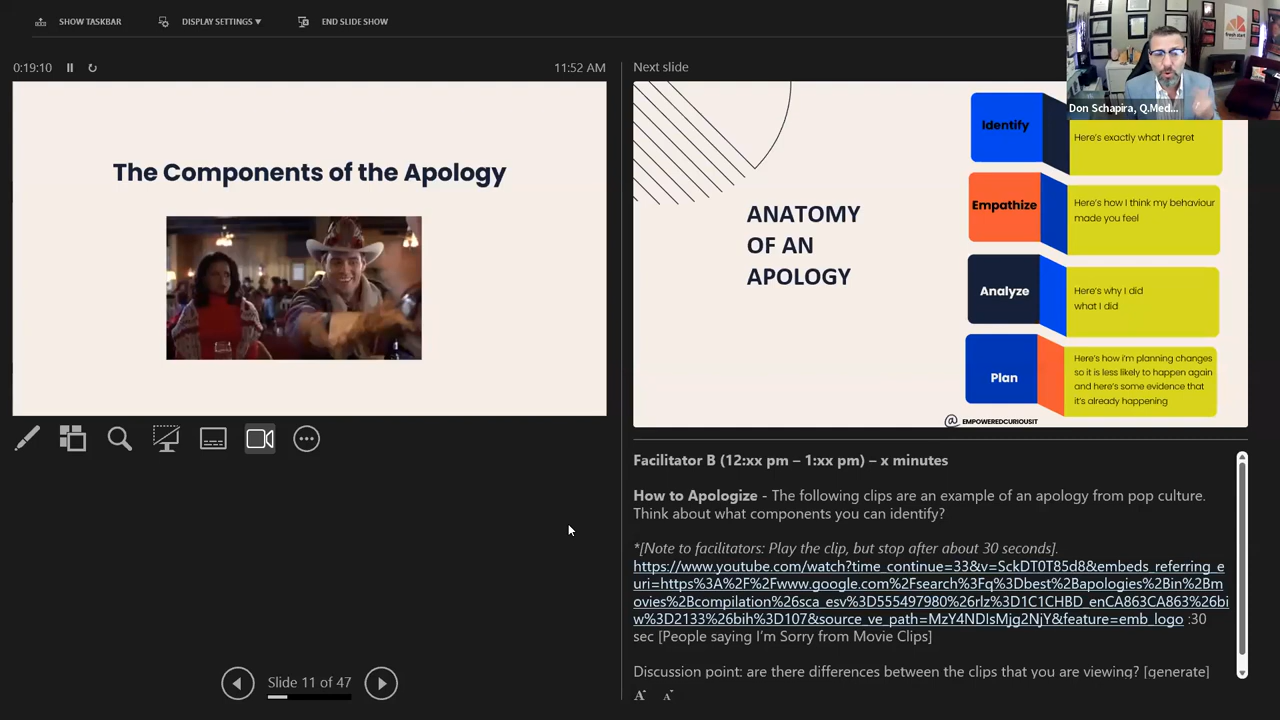 SHOW TASKBAR
DISPLAY SETTINGS ▼
END SLIDE SHOW
0:19:10
11:52 AM
Next slide
Don Schapira, Q.Med...
The Components of the Apology
ANATOMY
OF AN
APOLOGY
Identify
Here's exactly what I regret
Empathize
Here's how I think my behaviour
made you feel
Analyze
Here's why I did
what I did
Plan
Here's how i'm planning changes
so it is less likely to happen again
and here's some evidence that
it's already happening
@ EMPOWEREDCURIOUSIT
Facilitator B (12:xx pm – 1:xx pm) – x minutes
How to Apologize - The following clips are an example of an apology from pop culture.
Think about what components you can identify?
*[Note to facilitators: Play the clip, but stop after about 30 seconds].
https://www.youtube.com/watch?time_continue=33&v=SckDT0T85d8&embeds_referring_e
uri=https%3A%2F%2Fwww.google.com%2Fsearch%3Fq%3Dbest%2Bapologies%2Bin%2Bm
ovies%2Bcompilation%26sca_esv%3D555497980%26rlz%3D1C1CHBD_enCA863CA863%26bi
w%3D2133%26bih%3D107&source_ve_path=MzY4NDIsMjg2NjY&feature=emb_logo :30
sec [People saying I'm Sorry from Movie Clips]
Discussion point: are there differences between the clips that you are viewing? [generate]
Slide 11 of 47